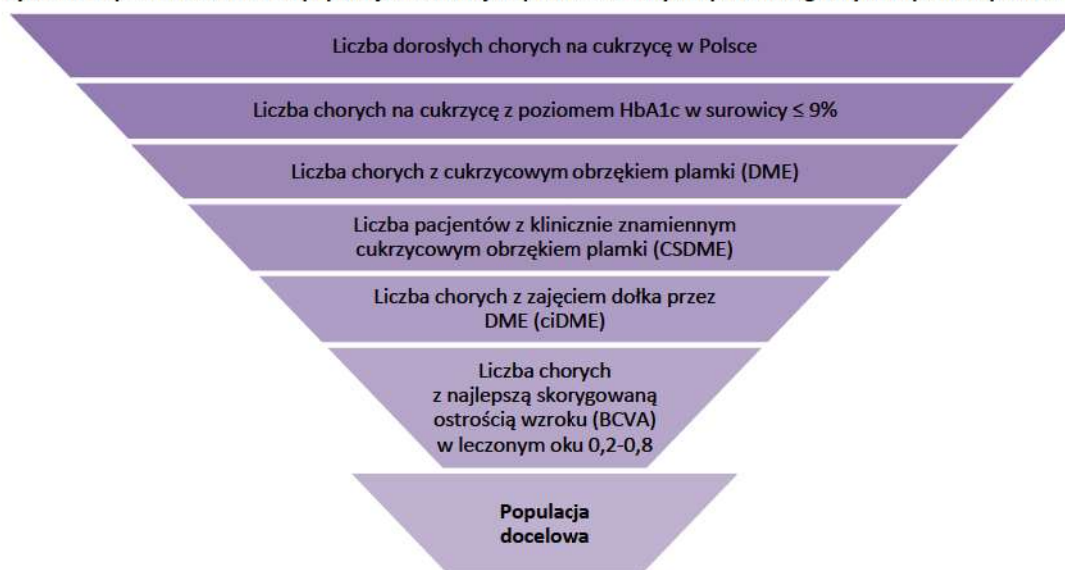 Liczba dorosłych chorych na cukrzycę w Polsce
Liczba chorych na cukrzycę z poziomem HbA1c w surowicy ≤ 9%
Liczba chorych z cukrzycowym obrzękiem plamki (DME)
Liczba pacjentów z klinicznie znamiennym
cukrzycowym obrzękiem plamki (CSDME)
Liczba chorych z zajęciem dołka przez
DME (ciDME)
Liczba chorych
z najlepszą skorygowaną
ostrością wzroku (BCVA)
w leczonym oku 0,2-0,8
Populacja
docelowa